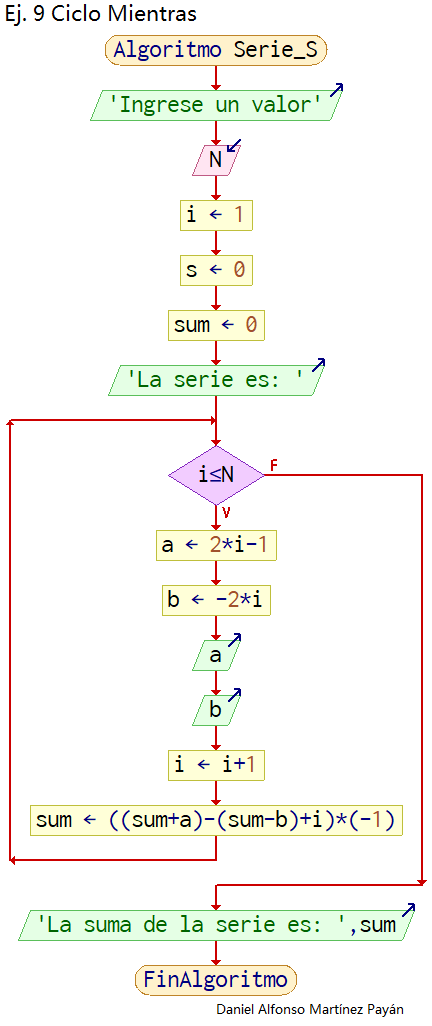 Ej. 9 Ciclo Mientras
Algoritmo Serie_S
'Ingrese un valor'
N
i ← 1
s ← 0
sum ← 0
'La serie es: '
i≤N
F
V
a ← 2*i-1
b ← -2*i
a
b
i ← i+1
sum ← ((sum+a)-(sum-b)+i)*(-1)
'La suma de la serie es: ',sum
FinAlgoritmo
Daniel Alfonso Martínez Payán